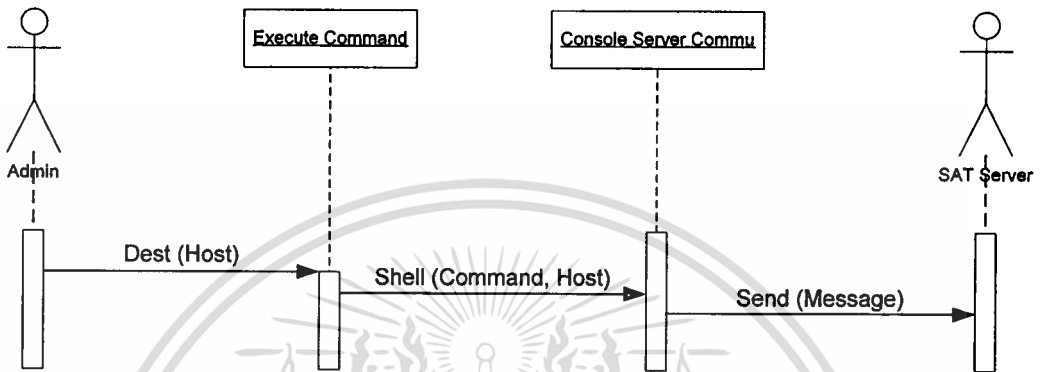 Execute Command
Console Server Commu
Admin
SAT Server
Dest (Host)
Shell (Command, Host)
Send (Message)